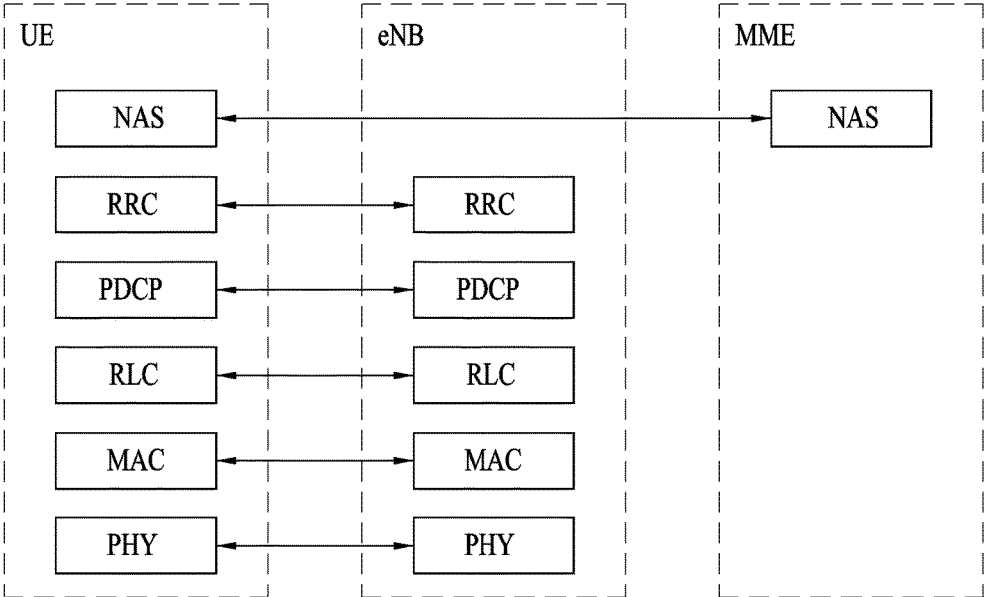 UE eNB MME
NAS NAS
RRC RRC
PDCP PDCP
RLC RLC
MAC MAC
PHY PHY